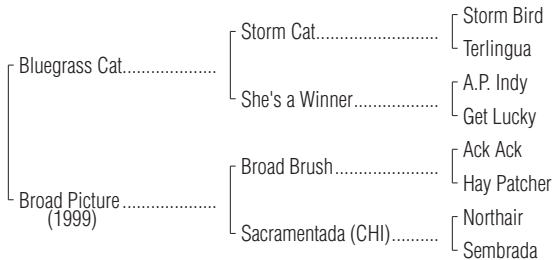 Storm Bird
Storm Cat..........................
Terlingua
Bluegrass Cat....................
A.P. Indy
She's a Winner..................
Get Lucky
Ack Ack
Broad Brush......................
Hay Patcher
Broad Picture....................
(1999)
Northair
Sacramentada (CHI)..........
Sembrada